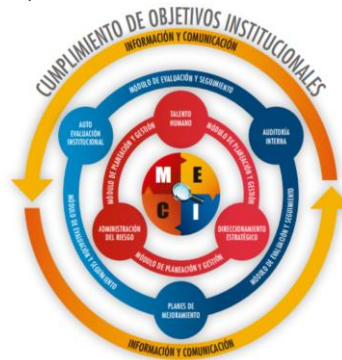 CUMPLIMIENTO DE OBJETIVOS INSTITUCIONALES
INFORMACIÓN Y COMUNICACIÓN
MÓDULO DE EVALUACIÓN Y SEGUIMIENTO
AUTO
EVALUACIÓN
INSTITUCIONAL
TALENTO
HUMANO
AUDITORÍA
INTERNA
MÓDULO DE PLANEACIÓN Y GESTIÓN
MÓDULO DE PLANEACIÓN Y GESTIÓN
M E
C I
MÓDULO DE EVALUACIÓN Y SEGUIMIENTO
MÓDULO DE EVALUACIÓN Y SEGUIMIENTO
ADMINISTRACIÓN
DEL RIESGO
DIRECCIONAMIENTO
ESTRATÉGICO
MÓDULO DE PLANEACIÓN Y GESTIÓN
PLANES DE
MEJORAMIENTO
INFORMACIÓN Y COMUNICACIÓN